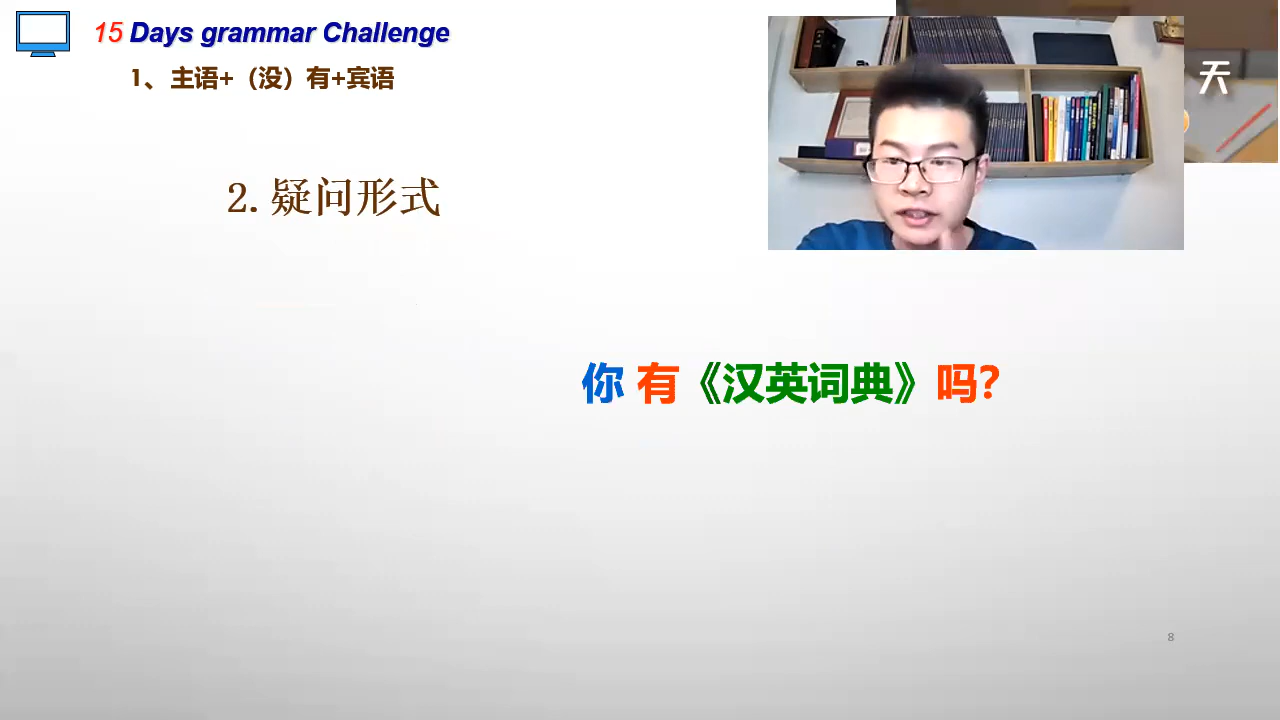 15 Days grammar Challenge
1、主语+（没）有+宾语
天
2.疑问形式
你 有《汉英词典》吗?
8